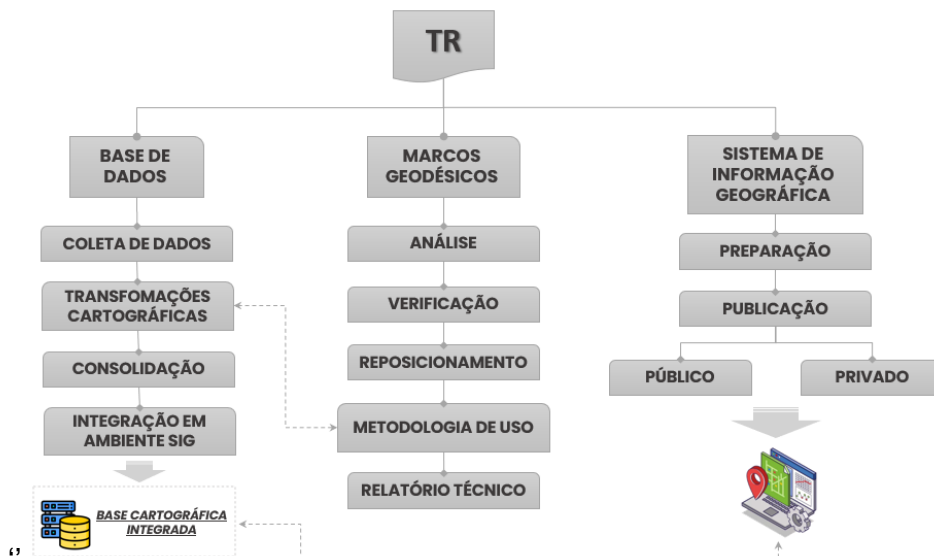 TR
BASE DE
DADOS
COLETA DE DADOS
TRANSFOMAÇÕES
CARTOGRÁFICAS
CONSOLIDAÇÃO
INTEGRAÇÃO EM
AMBIENTE SIG
BASE CARTOGRÁFICA
INTEGRADA
MARCOS
GEODÉSICOS
ANÁLISE
VERIFICAÇÃO
REPOSICIONAMENTO
METODOLOGIA DE USO
RELATÓRIO TÉCNICO
SISTEMA DE
INFORMAÇÃO
GEOGRÁFICA
PREPARAÇÃO
PUBLICAÇÃO
PÚBLICO
PRIVADO
“